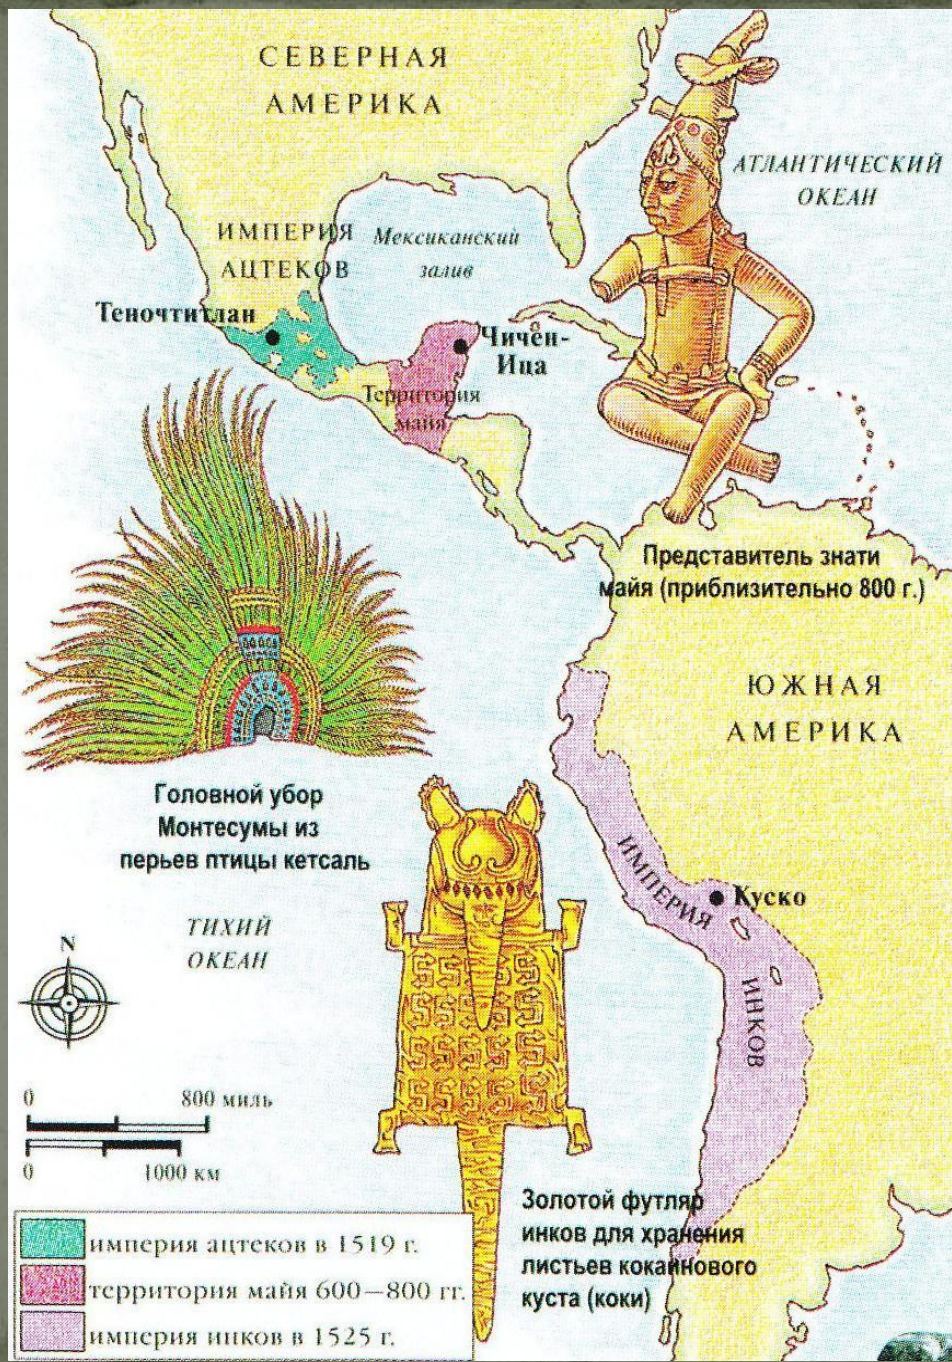 СЕВЕРНАЯ
АМЕРИКА
АТЛАНТИЧЕСКИЙ
ОКЕАН
ИМПЕРИЯ
АЦТЕКОВ
Мексиканский
залив
Теночтитлан
Чичен-
Ица
Территория
майя
Представитель знати
майя (приблизительно 800 г.)
ЮЖНАЯ
АМЕРИКА
Головной убор
Монтесумы из
перьев птицы кетсаль
ИМПЕРИЯ
ИНКОВ
Куско
ТИХИЙ
ОКЕАН
N
0 800 миль
0 1000 км
Золотой футляр
инков для хранения
листьев кокаинового
куста (коки)
империя ацтеков в 1519 г.
территория майя 600—800 гг.
империя инков в 1525 г.